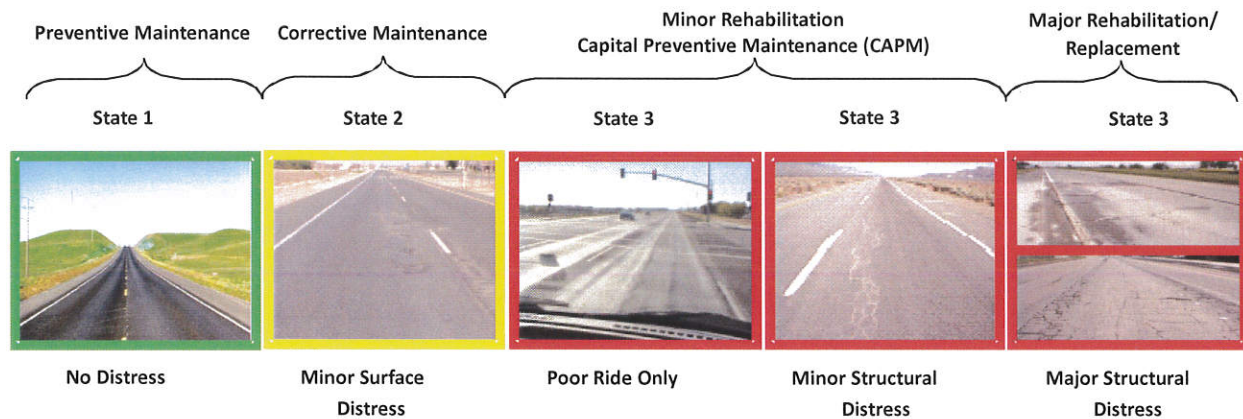 Preventive Maintenance
Corrective Maintenance
Minor Rehabilitation
Capital Preventive Maintenance (CAPM)
Major Rehabilitation/
Replacement
State 1
State 2
State 3
State 3
State 3
No Distress
Minor Surface
Distress
Poor Ride Only
Minor Structural
Distress
Major Structural
Distress